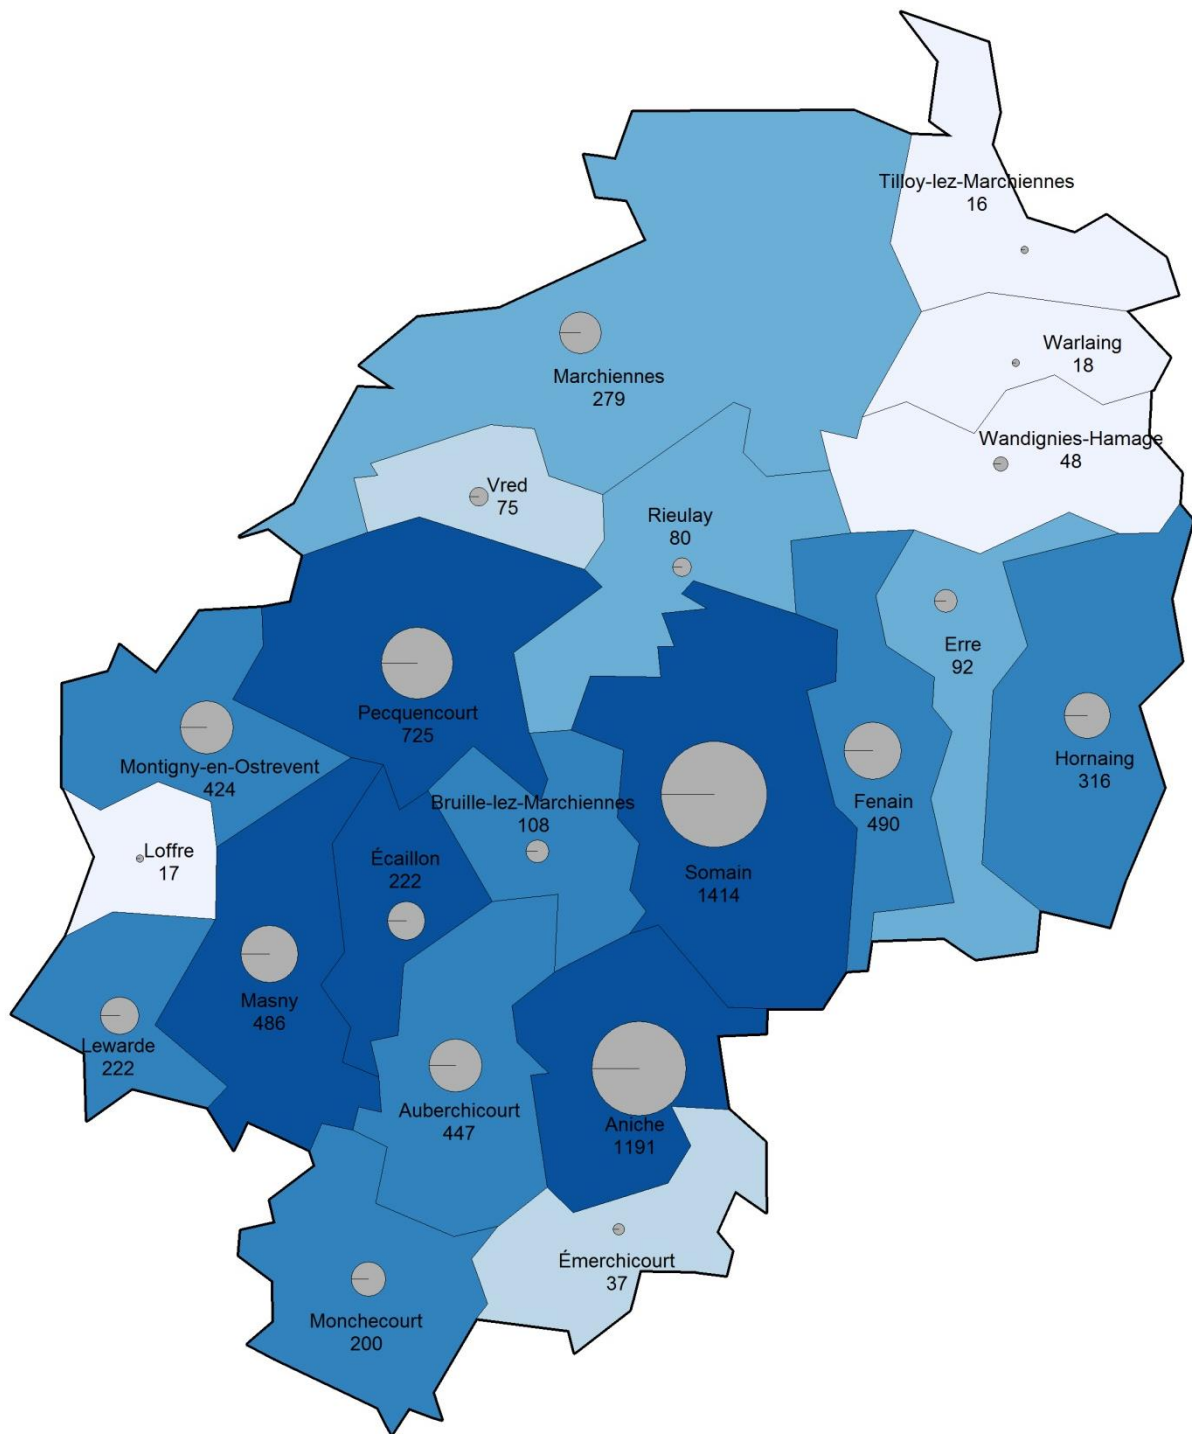 Tilloy-lez-Marchiennes
16
Warlaing
18
Marchiennes
279
Wandignies-Hamage
48
Vred
75
Rieulay
80
Erre
92
Pecquencourt
725
Hornaing
316
Montigny-en-Ostrevent
424
Bruille-lez-Marchiennes
108
Fenain
490
Loffre
17
Écaillon
222
Somain
1414
Masny
486
Lewarde
222
Auberchicourt
447
Aniche
1191
Émerchicourt
37
Monchecourt
200